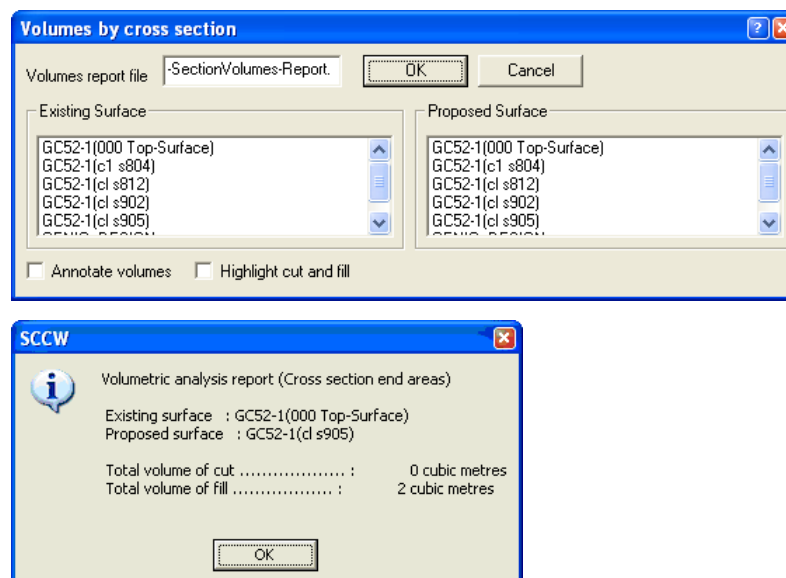 Volumes by cross section
Volumes report file -SectionVolumes-Report. OK Cancel
Existing Surface
GC52-1(000 Top-Surface)
GC52-1(c1 s804)
GC52-1(cl s812)
GC52-1(cl s902)
GC52-1(cl s905)
Proposed Surface
GC52-1(000 Top-Surface)
GC52-1(c1 s804)
GC52-1(cl s812)
GC52-1(cl s902)
GC52-1(cl s905)
Annotate volumes Highlight cut and fill
SCCW
Volumetric analysis report (Cross section end areas)
Existing surface : GC52-1(000 Top-Surface)
Proposed surface : GC52-1(cl s905)
Total volume of cut ................... : 0 cubic metres
Total volume of fill .................. : 2 cubic metres
OK